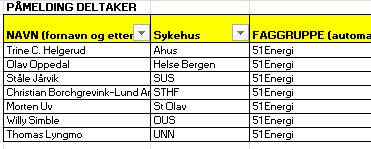 PÅMELDING DELTAKER
NAVN (fornavn og etter Sykehus FAGGRUPPE (automa
Trine C. Helgerud Ahus 51Energi
Olav Oppedal Helse Bergen 51Energi
Ståle Jårvik SUS 51Energi
Christian Borchgrevink-Lund Ar STHF 51Energi
Morten Uv St Olav 51Energi
Willy Simble OUS 51Energi
Thomas Lyngmo UNN 51Energi